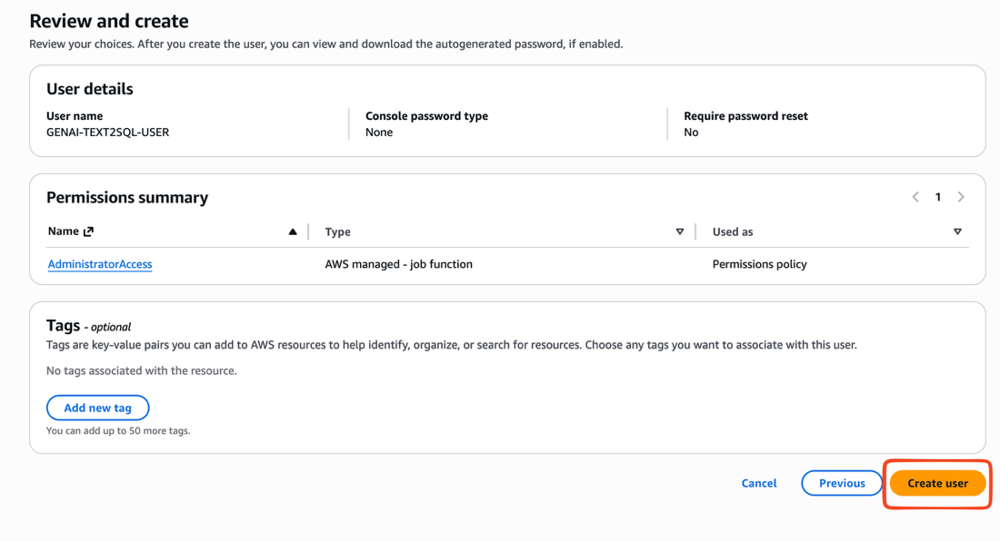 Review and create
Review your choices. After you create the user, you can view and download the autogenerated password, if enabled.
User details
User name
GENAI-TEXT2SQL-USER
Console password type
None
Require password reset
No
Permissions summary
1
Name
Type
Used as
AdministratorAccess
AWS managed - job function
Permissions policy
Tags - optional
Tags are key-value pairs you can add to AWS resources to help identify, organize, or search for resources. Choose any tags you want to associate with this user.
No tags associated with the resource.
Add new tag
You can add up to 50 more tags.
Cancel
Previous
Create user